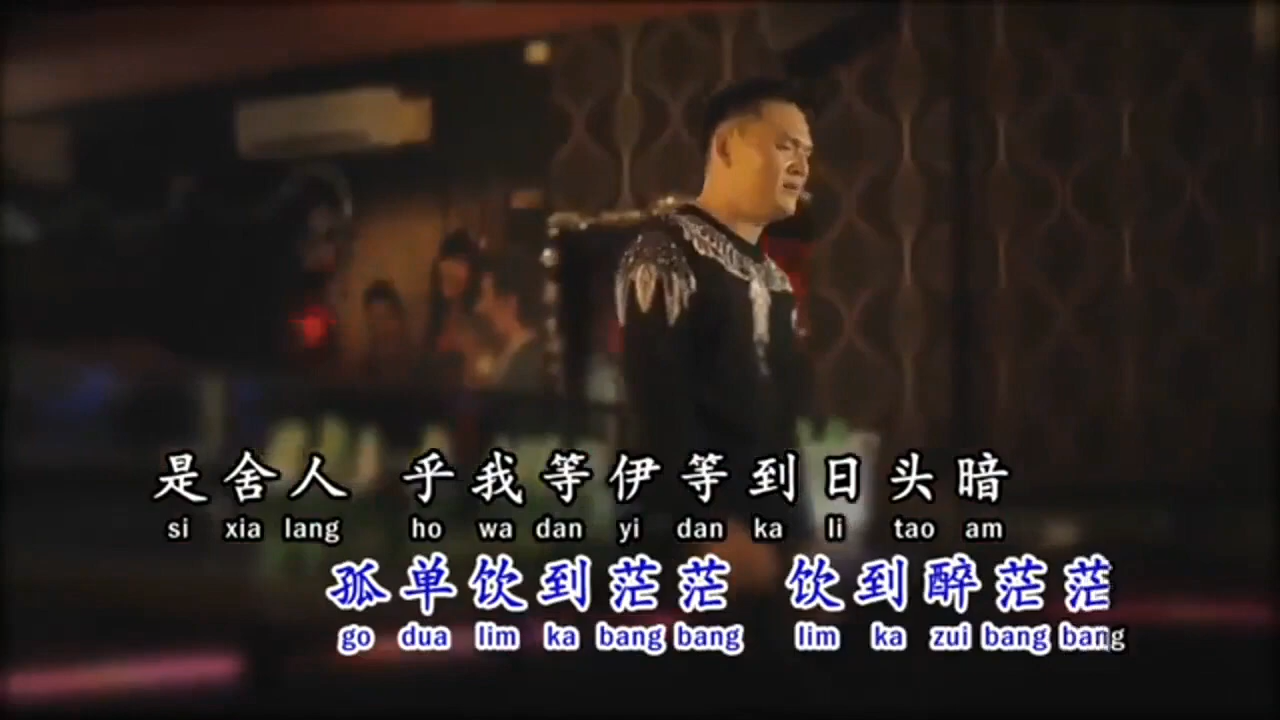 是舍人 乎我等伊等到日头暗
si xia lang ho wa dan yi dan ka li tao am
孤单饮到茫茫 饮到醉茫茫
go dua lim ka bang bang lim ka zui bang bang